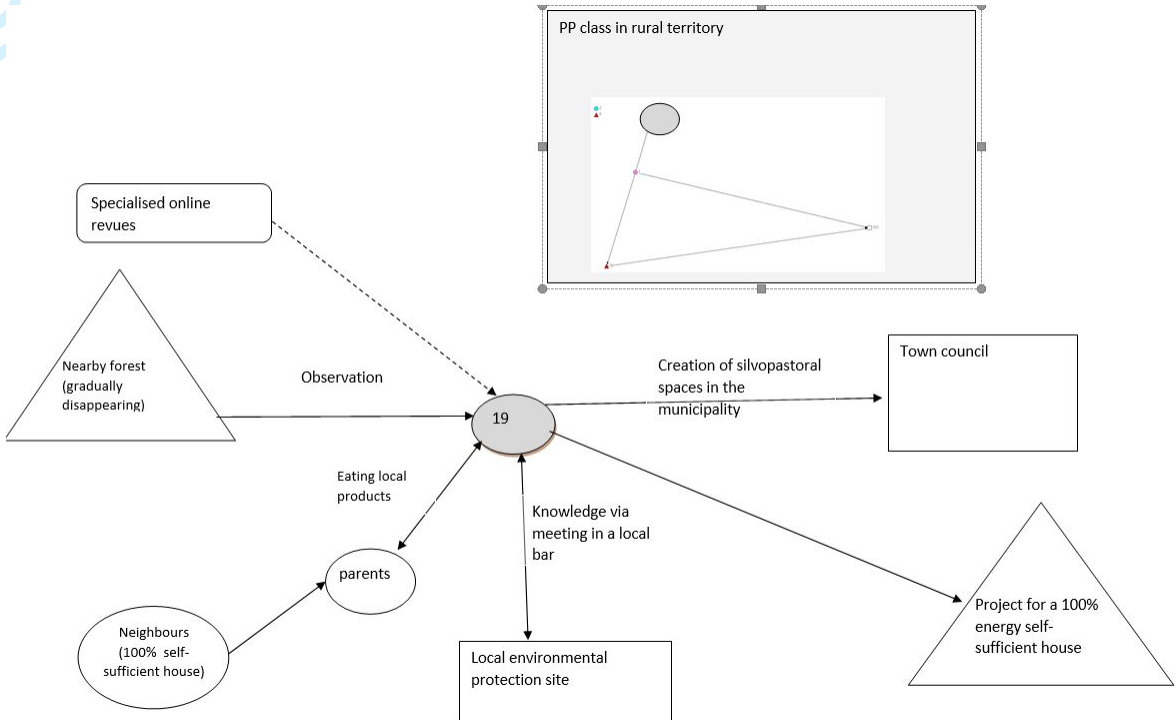 PP class in rural territory
Specialised online
revues
Nearby forest
(gradually
disappearing)
Observation
19
Creation of silvopastoral
spaces in the
municipality
Town council
Eating local
products
Knowledge via
meeting in a local
bar
parents
Neighbours
(100% self-
sufficient house)
Local environmental
protection site
Project for a 100%
energy self-
sufficient house